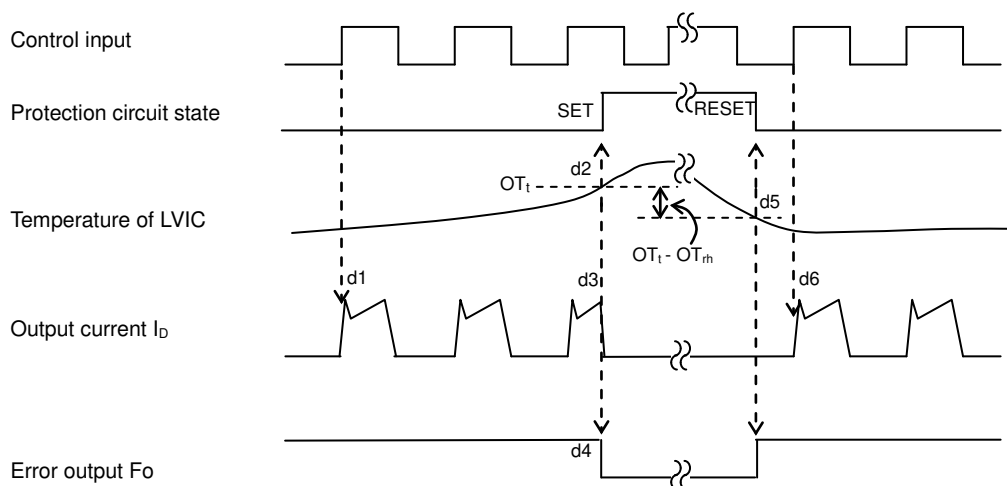 Control input
Protection circuit state
SET
RESET
d2
OTt
d5
Temperature of LVIC
OTt - OTrh
d1
d3
d6
Output current ID
d4
Error output Fo